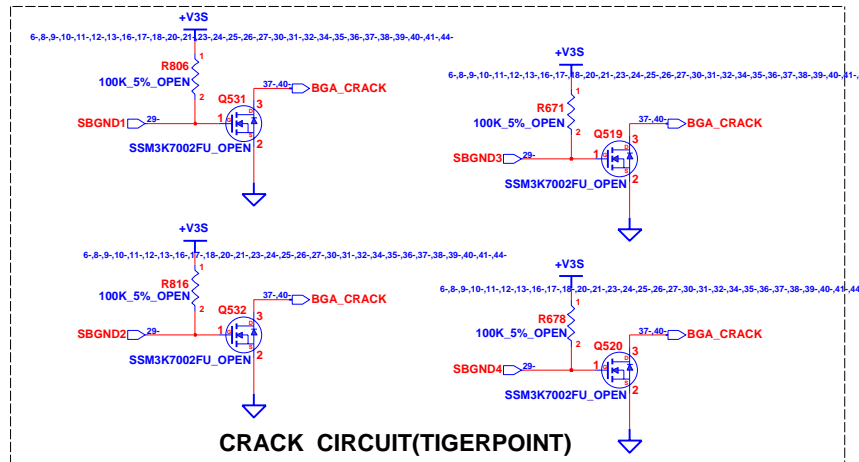 +V3S
6-,8-,9-,10-,11-,12-,13-,16-,17-,18-,20-,21-,23-,24-,25-,26-,27-,30-,31-,32-,34-,35-,36-,37-,38-,39-,40-,41-,44-
1
R806
100K_5%_OPEN
2
37-,40-
BGA_CRACK
Q531
SBGND1
29-
1
G
D
3
S
2
SSM3K7002FU_OPEN
+V3S
6-,8-,9-,10-,11-,12-,13-,16-,17-,18-,20-,21-,23-,24-,25-,26-,27-,30-,31-,32-,34-,35-,36-,37-,38-,39-,40-,41-,
1
R671
100K_5%_OPEN
2
37-,40-
BGA_CRACK
Q519
SBGND3
29-
1
G
D
3
S
2
SSM3K7002FU_OPEN
+V3S
6-,8-,9-,10-,11-,12-,13-,16-,17-,18-,20-,21-,23-,24-,25-,26-,27-,30-,31-,32-,34-,35-,36-,37-,38-,39-,40-,41-,44-
1
R816
100K_5%_OPEN
2
37-,40-
BGA_CRACK
Q532
SBGND2
29-
1
G
D
3
S
2
SSM3K7002FU_OPEN
+V3S
6-,8-,9-,10-,11-,12-,13-,16-,17-,18-,20-,21-,23-,24-,25-,26-,27-,30-,31-,32-,34-,35-,36-,37-,38-,39-,40-,41-,44
1
R678
100K_5%_OPEN
2
37-,40-
BGA_CRACK
Q520
SBGND4
29-
1
G
D
3
S
2
SSM3K7002FU_OPEN
CRACK CIRCUIT(TIGERPOINT)